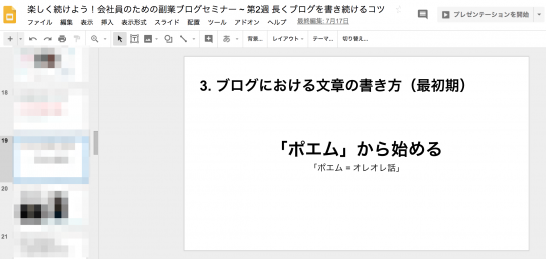 楽しく続けよう！会社員のための副業ブログセミナー ~ 第2週 長くブログを書き続けるコツ
ファイル 編集 表示 挿入 表示形式 スライド 配置 ツール アドオン ヘルプ 最終編集: 7月17日
プレゼンテーションを開始
背景... レイアウト テーマ... 切り替え...
18
19
20
21
3. ブログにおける文章の書き方（最初期）
「ポエム」から始める
「ポエム = オレオレ話」